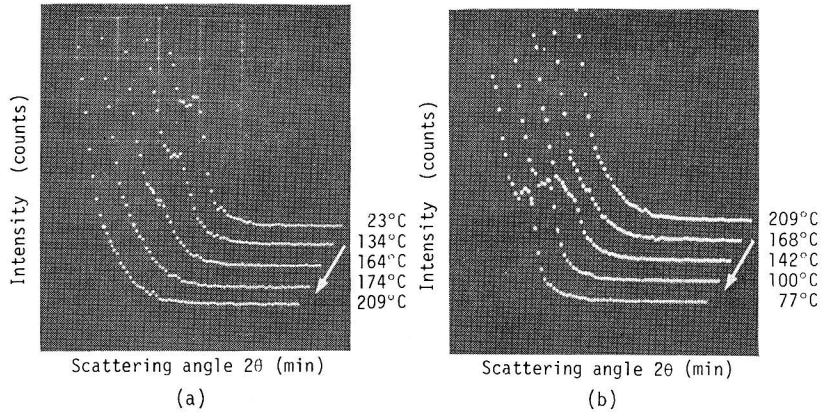 Intensity (counts)
23°C
134°C
164°C
174°C
209°C
Scattering angle 2θ (min)
(a)
Intensity (counts)
209°C
168°C
142°C
100°C
77°C
Scattering angle 2θ (min)
(b)